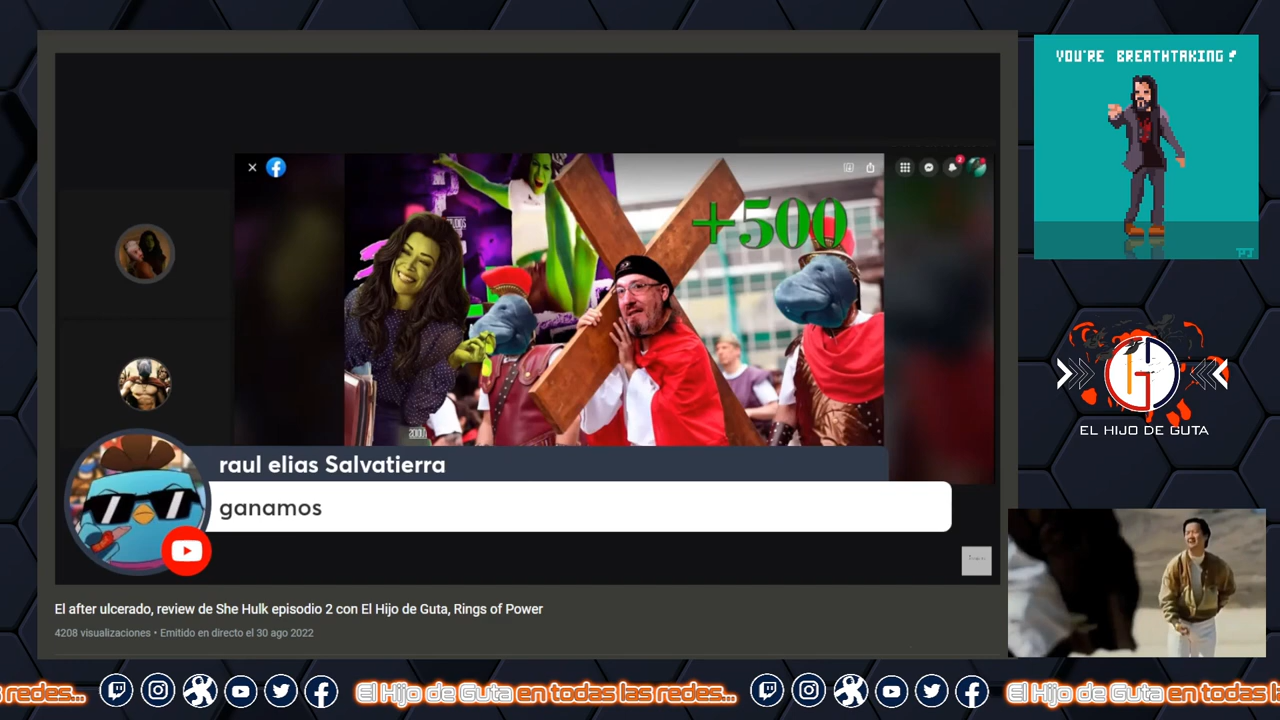 YOU'RE BREATHTAKING!
+500
2
raul elias Salvatierra
ganamos
EL HIJO DE GUTA
El after ulcerado, review de She Hulk episodio 2 con El Hijo de Guta, Rings of Power
4208 visualizaciones • Emitido en directo el 30 ago 2022
s redes... El Hijo de Guta en todas las redes... El Hijo de Guta en todas la